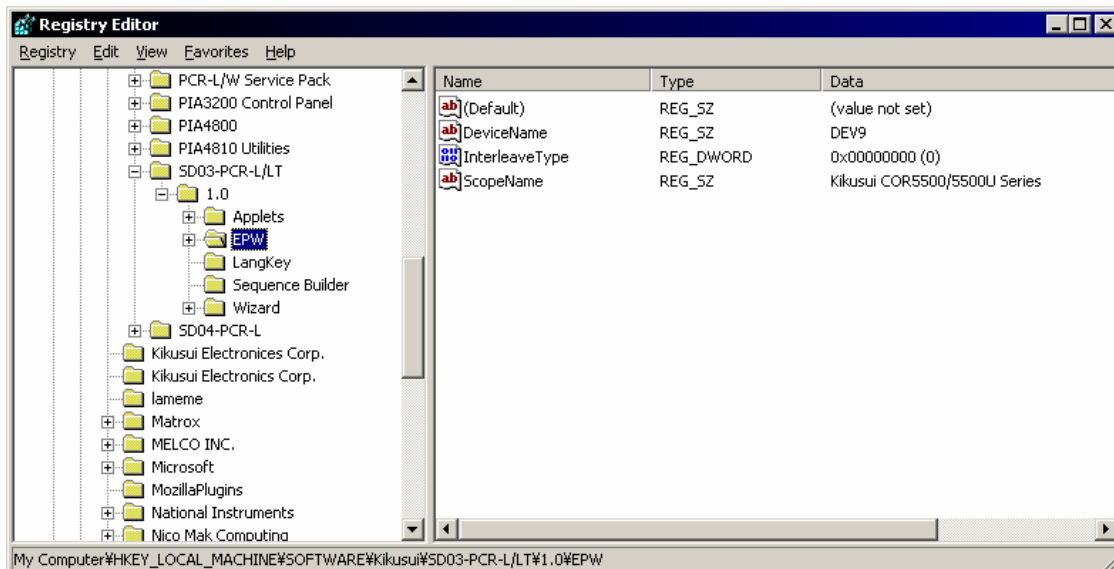 Registry Editor
Registry Edit View Favorites Help
PCR-L/W Service Pack
PIA3200 Control Panel
PIA4800
PIA4810 Utilities
SD03-PCR-L/LT
1.0
Applets
EPW
LangKey
Sequence Builder
Wizard
SD04-PCR-L
Kikusui Electronices Corp.
Kikusui Electronics Corp.
lameme
Matrox
MELCO INC.
Microsoft
MozillaPlugins
National Instruments
Nico Mak Computing
Name Type Data
(Default) REG_SZ (value not set)
DeviceName REG_SZ DEV9
InterleaveType REG_DWORD 0x00000000 (0)
ScopeName REG_SZ Kikusui COR5500/5500U Series
My Computer¥HKEY_LOCAL_MACHINE¥SOFTWARE¥Kikusui¥SD03-PCR-L/LT¥1.0¥EPW